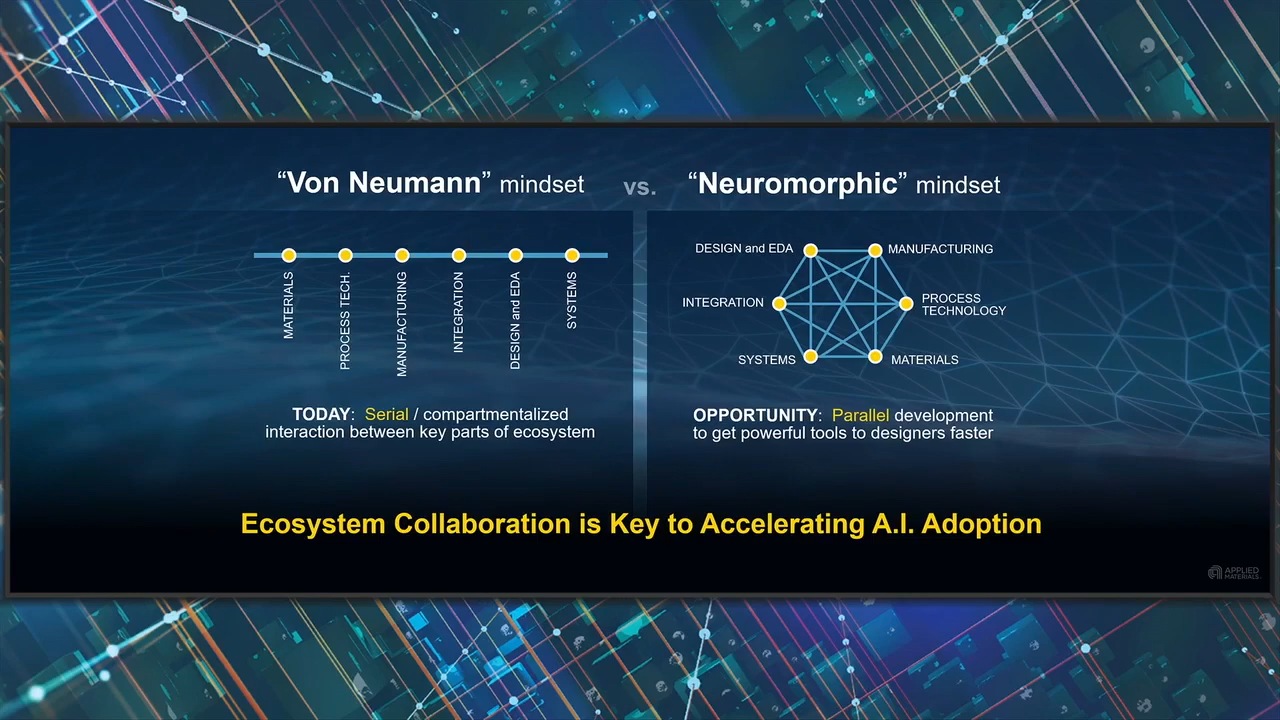 “Von Neumann” mindset
vs.
“Neuromorphic” mindset
MATERIALS
PROCESS TECH.
MANUFACTURING
INTEGRATION
DESIGN and EDA
SYSTEMS
TODAY: Serial / compartmentalized
interaction between key parts of ecosystem
DESIGN and EDA
MANUFACTURING
INTEGRATION
PROCESS
TECHNOLOGY
SYSTEMS
MATERIALS
OPPORTUNITY: Parallel development
to get powerful tools to designers faster
Ecosystem Collaboration is Key to Accelerating A.I. Adoption
APPLIED
MATERIALS